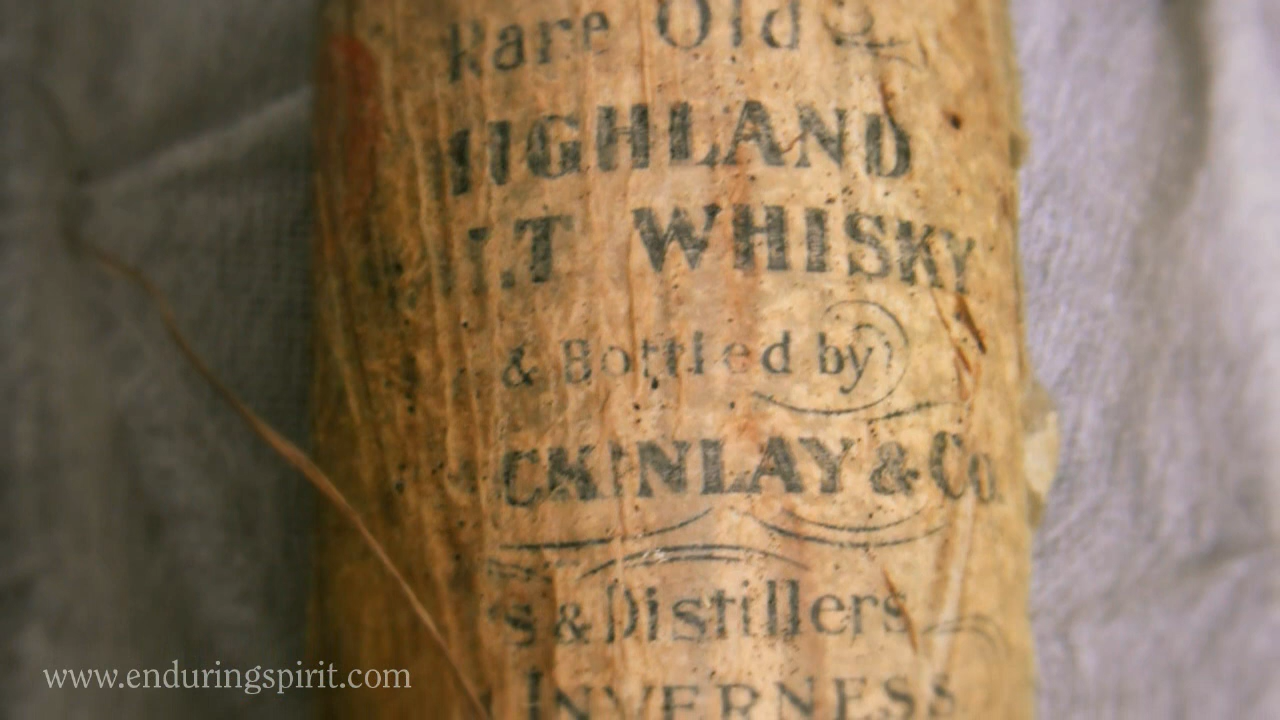 Rare Old
HIGHLAND
WHISKY
& Bottled by
CKINLAY & Co.
s & Distillers
INVERNESS
www.enduringspirit.com